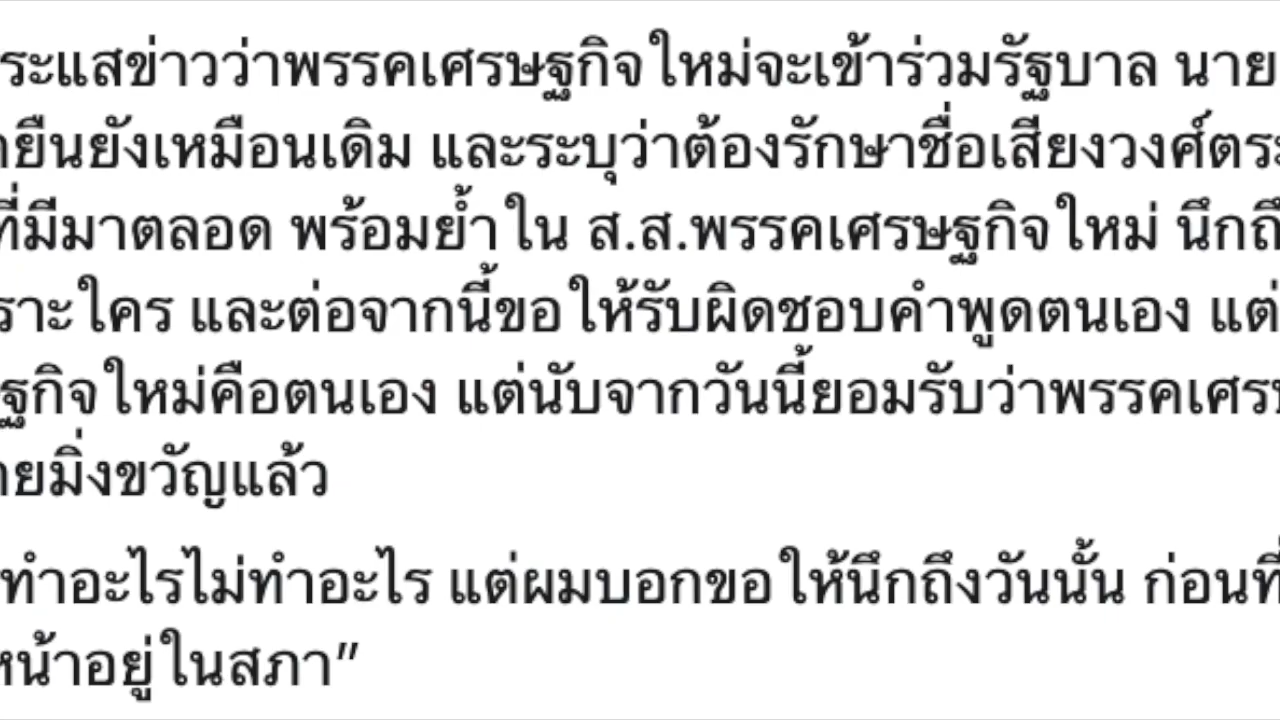 ระแสข่าวว่าพรรคเศรษฐกิจใหม่จะเข้าร่วมรัฐบาล นาย
ยืนยังเหมือนเดิม และระบุว่าต้องรักษาชื่อเสียงวงศ์ตระ
ที่มีมาตลอด พร้อมย้ำใน ส.ส.พรรคเศรษฐกิจใหม่ นึกถึ
ราะใคร และต่อจากนี้ขอให้รับผิดชอบคำพูดตนเอง แต่
ฐกิจใหม่คือตนเอง แต่นับจากวันนี้ยอมรับว่าพรรคเศรษ
ายมิ่งขวัญแล้ว
ทำอะไรไม่ทำอะไร แต่ผมบอกขอให้นึกถึงวันนั้น ก่อนที่
หน้าอยู่ในสภา”